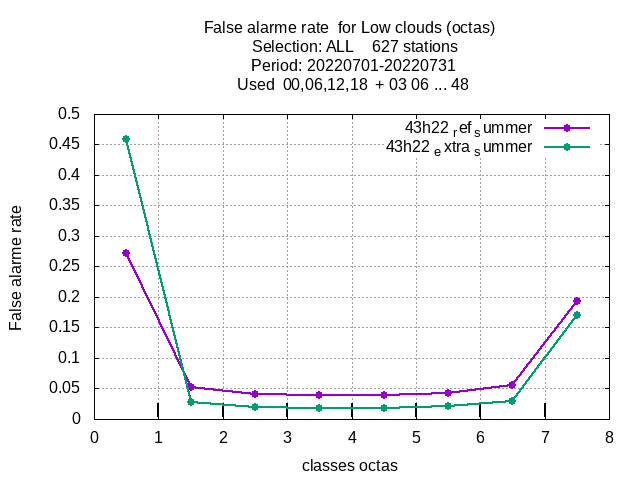 False alarme rate  for Low clouds (octas)
Selection: ALL    627 stations
Period: 20220701-20220731
Used  00,06,12,18  + 03 06 ... 48
43h22 ref summer
43h22 extra summer
0.5
0.45
0.4
0.35
0.3
0.25
0.2
0.15
0.1
0.05
0
False alarme rate
0 1 2 3 4 5 6 7 8
classes octas